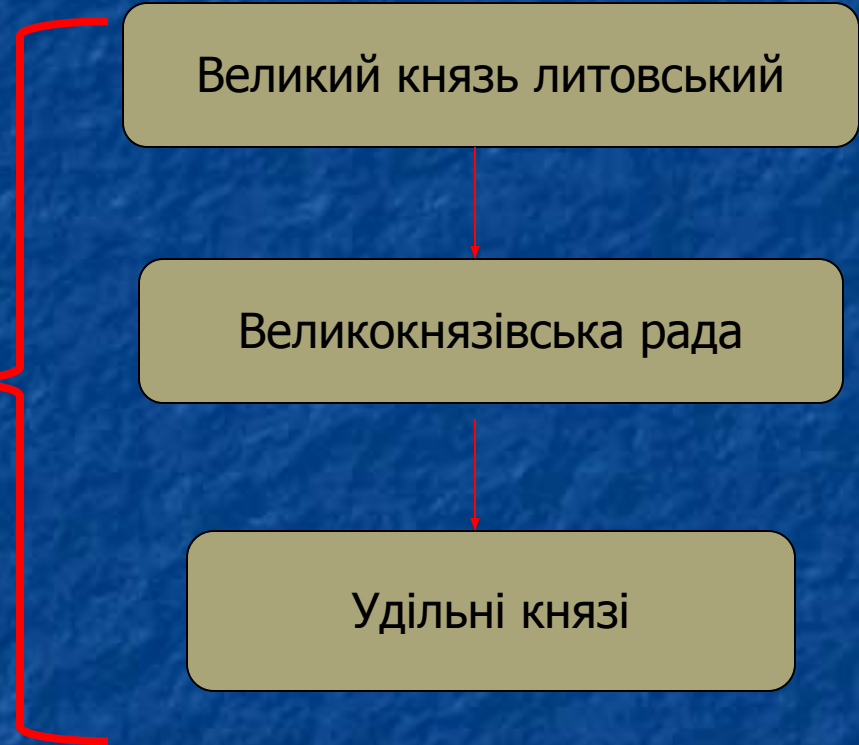 Великий князь литовський
Великокнязівська рада
Удільні князі